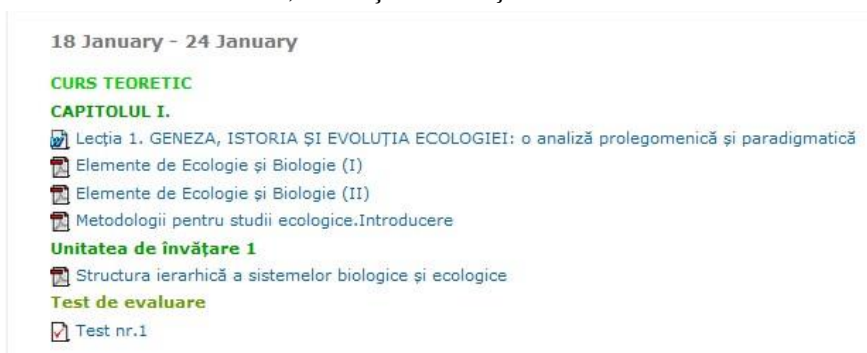 18 January - 24 January
CURS TEORETIC
CAPITOLUL I.
Lecția 1. GENEZA, ISTORIA ȘI EVOLUȚIA ECOLOGIEI: o analiză prolegomenică și paradigmatică
Elemente de Ecologie și Biologie (I)
Elemente de Ecologie și Biologie (II)
Metodologii pentru studii ecologice.Introducere
Unitatea de învățare 1
Structura ierarhică a sistemelor biologice și ecologice
Test de evaluare
Test nr.1